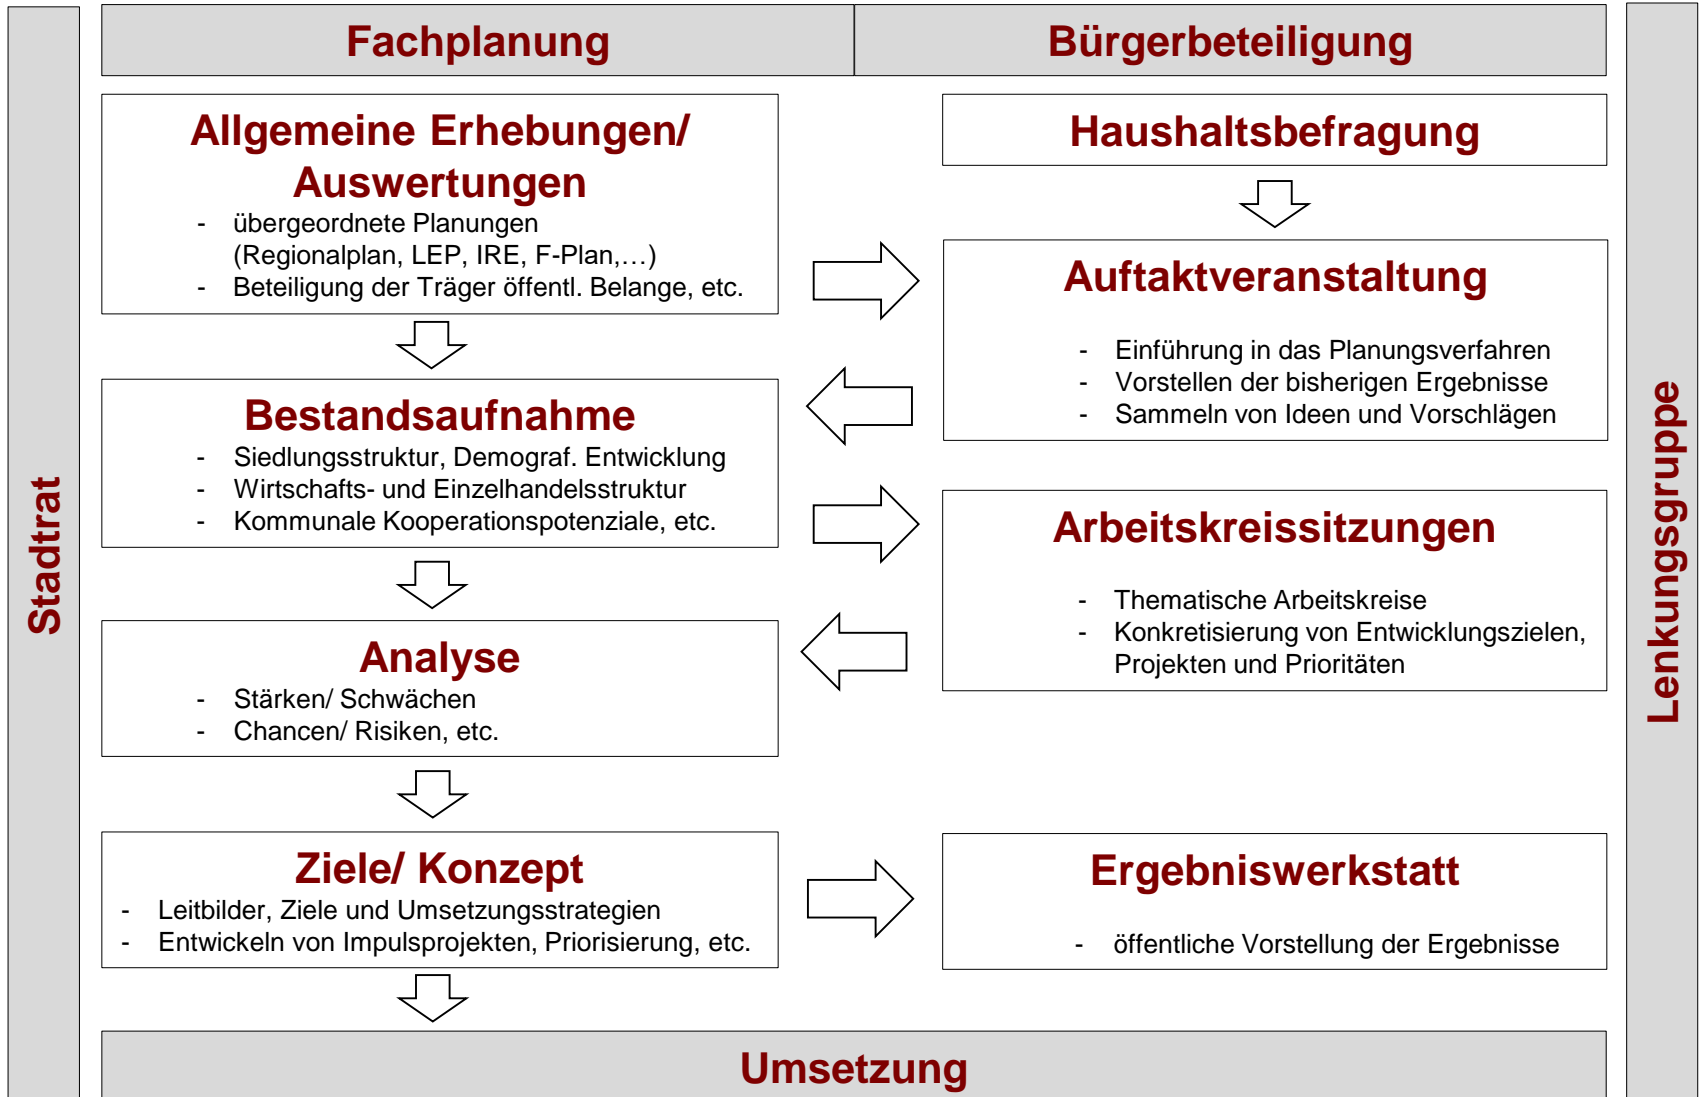 Fachplanung
Bürgerbeteiligung
Stadtrat
Allgemeine Erhebungen/
Auswertungen
- übergeordnete Planungen
(Regionalplan, LEP, IRE, F-Plan,…)
- Beteiligung der Träger öffentl. Belange, etc.
Haushaltsbefragung
Auftaktveranstaltung
- Einführung in das Planungsverfahren
- Vorstellen der bisherigen Ergebnisse
- Sammeln von Ideen und Vorschlägen
Bestandsaufnahme
- Siedlungsstruktur, Demograf. Entwicklung
- Wirtschafts- und Einzelhandelsstruktur
- Kommunale Kooperationspotenziale, etc.
Arbeitskreissitzungen
- Thematische Arbeitskreise
- Konkretisierung von Entwicklungszielen,
Projekten und Prioritäten
Analyse
- Stärken/ Schwächen
- Chancen/ Risiken, etc.
Ziele/ Konzept
- Leitbilder, Ziele und Umsetzungsstrategien
- Entwickeln von Impulsprojekten, Priorisierung, etc.
Ergebniswerkstatt
- öffentliche Vorstellung der Ergebnisse
Umsetzung
Lenkungsgruppe